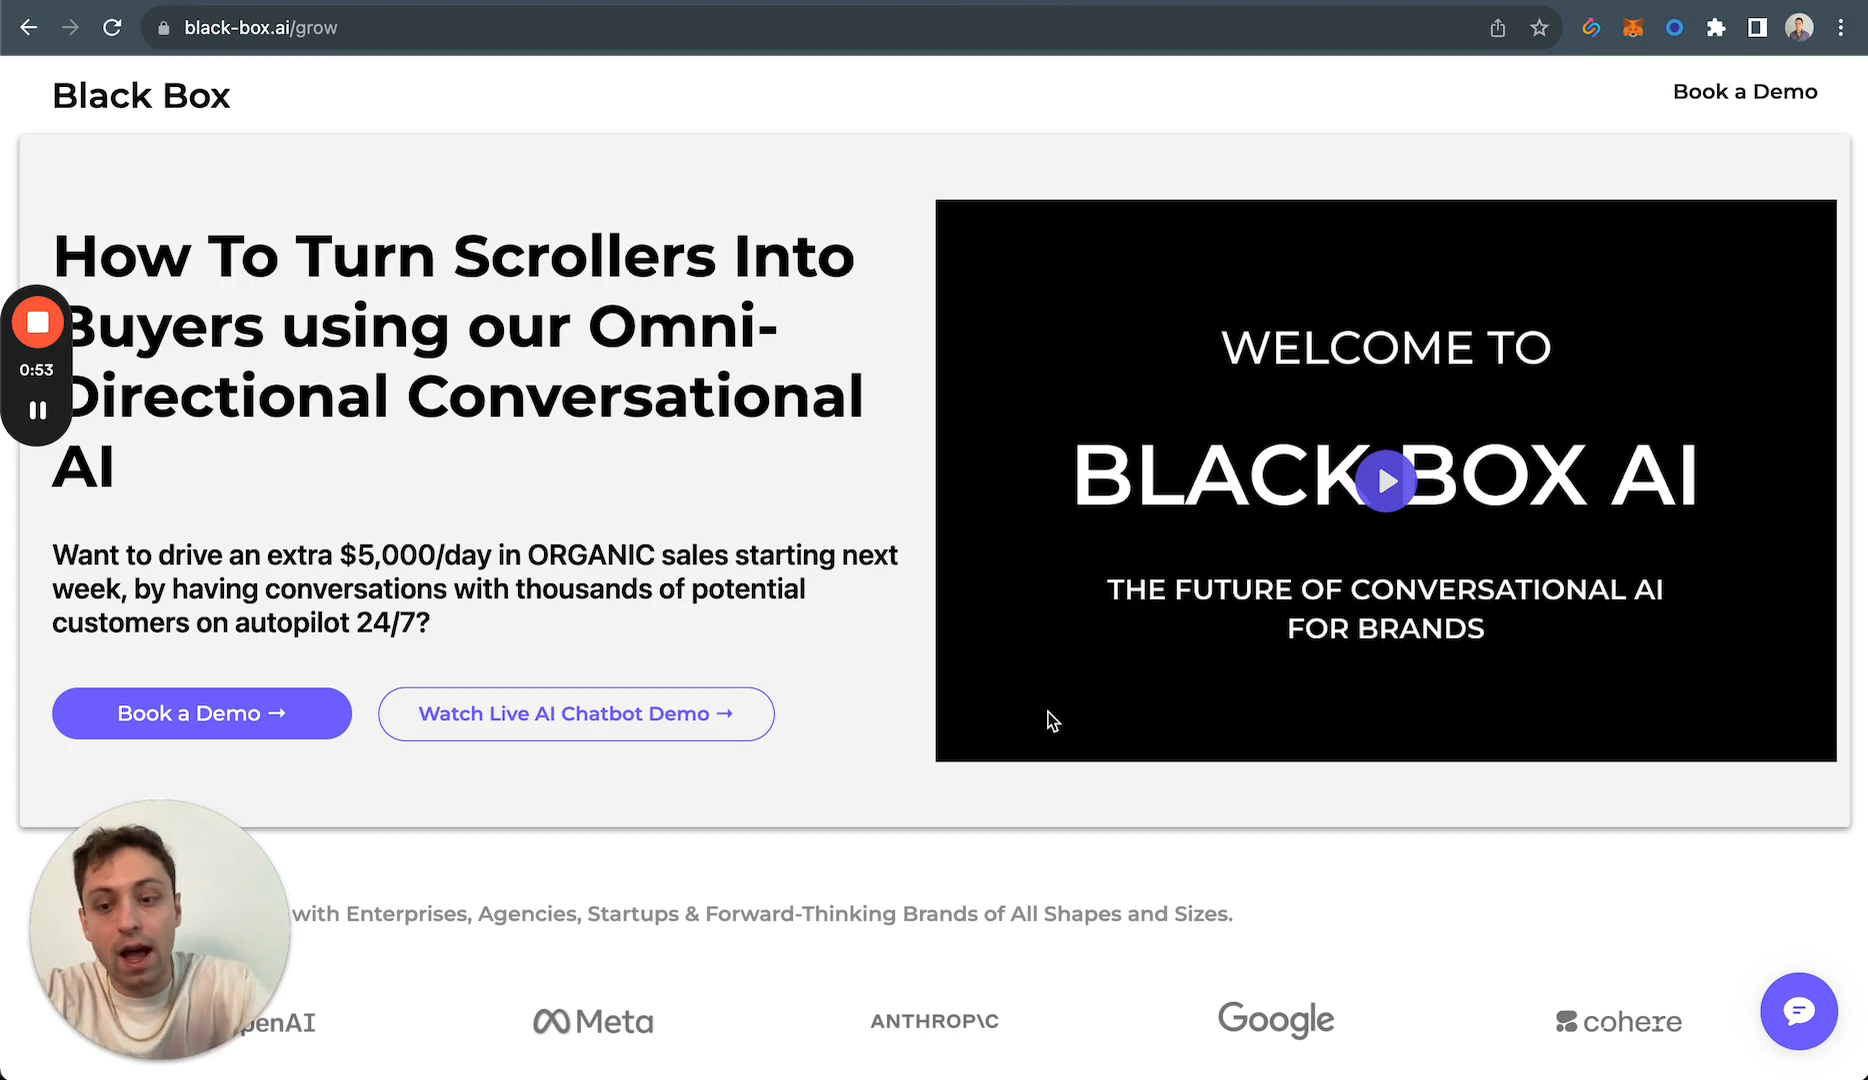 black-box.ai/grow
Black Box
Book a Demo
How To Turn Scrollers Into
Buyers using our Omni-
Directional Conversational
AI
0:53
Want to drive an extra $5,000/day in ORGANIC sales starting next
week, by having conversations with thousands of potential
customers on autopilot 24/7?
Book a Demo →
Watch Live AI Chatbot Demo →
WELCOME TO
BLACK BOX AI
THE FUTURE OF CONVERSATIONAL AI
FOR BRANDS
with Enterprises, Agencies, Startups & Forward-Thinking Brands of All Shapes and Sizes.
penAI
Meta
ANTHROP\C
Google
cohere